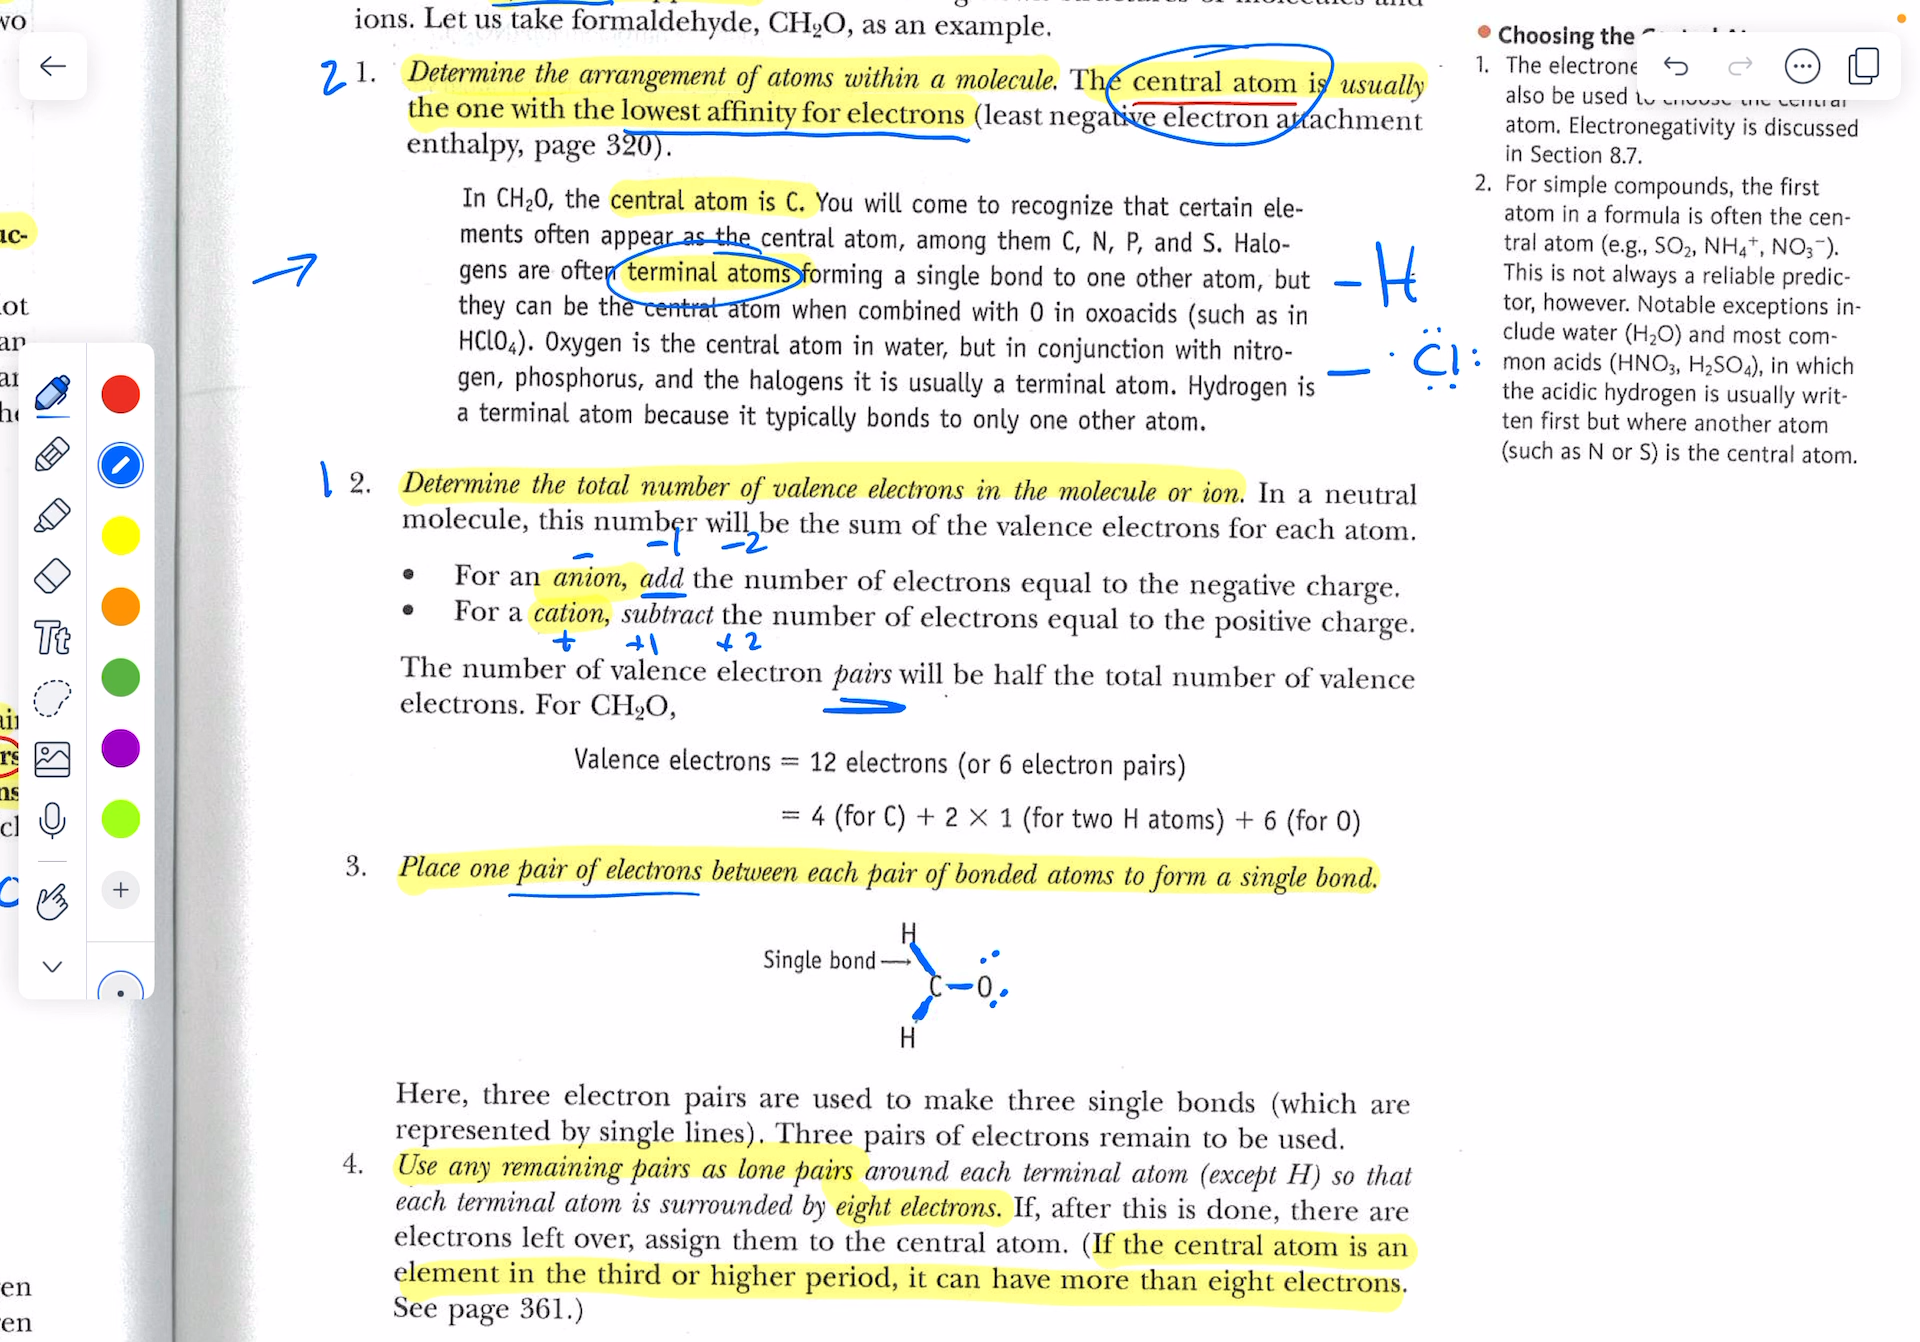 ions. Let us take formaldehyde, CH₂O, as an example.
2 1. Determine the arrangement of atoms within a molecule. The central atom is usually
the one with the lowest affinity for electrons (least negative electron attachment
enthalpy, page 320).
In CH₂O, the central atom is C. You will come to recognize that certain ele-
ments often appear as the central atom, among them C, N, P, and S. Halo-
gens are often terminal atoms forming a single bond to one other atom, but
they can be the central atom when combined with O in oxoacids (such as in
HClO₄). Oxygen is the central atom in water, but in conjunction with nitro-
gen, phosphorus, and the halogens it is usually a terminal atom. Hydrogen is
a terminal atom because it typically bonds to only one other atom.
– H
– · Cl :
1 2. Determine the total number of valence electrons in the molecule or ion. In a neutral
molecule, this number will be the sum of the valence electrons for each atom.
– –1 –2
• For an anion, add the number of electrons equal to the negative charge.
• For a cation, subtract the number of electrons equal to the positive charge.
+ +1 +2
The number of valence electron pairs will be half the total number of valence
electrons. For CH₂O,
Valence electrons = 12 electrons (or 6 electron pairs)
= 4 (for C) + 2 × 1 (for two H atoms) + 6 (for O)
3. Place one pair of electrons between each pair of bonded atoms to form a single bond.
H
Single bond
C–O
H
Here, three electron pairs are used to make three single bonds (which are
represented by single lines). Three pairs of electrons remain to be used.
4. Use any remaining pairs as lone pairs around each terminal atom (except H) so that
each terminal atom is surrounded by eight electrons. If, after this is done, there are
electrons left over, assign them to the central atom. (If the central atom is an
element in the third or higher period, it can have more than eight electrons.
See page 361.)
• Choosing the
1. The electrone
also be used
atom. Electronegativity is discussed
in Section 8.7.
2. For simple compounds, the first
atom in a formula is often the cen-
tral atom (e.g., SO₂, NH₄⁺, NO₃⁻).
This is not always a reliable predic-
tor, however. Notable exceptions in-
clude water (H₂O) and most com-
mon acids (HNO₃, H₂SO₄), in which
the acidic hydrogen is usually writ-
ten first but where another atom
(such as N or S) is the central atom.
Tt
uc-
ot
en
en